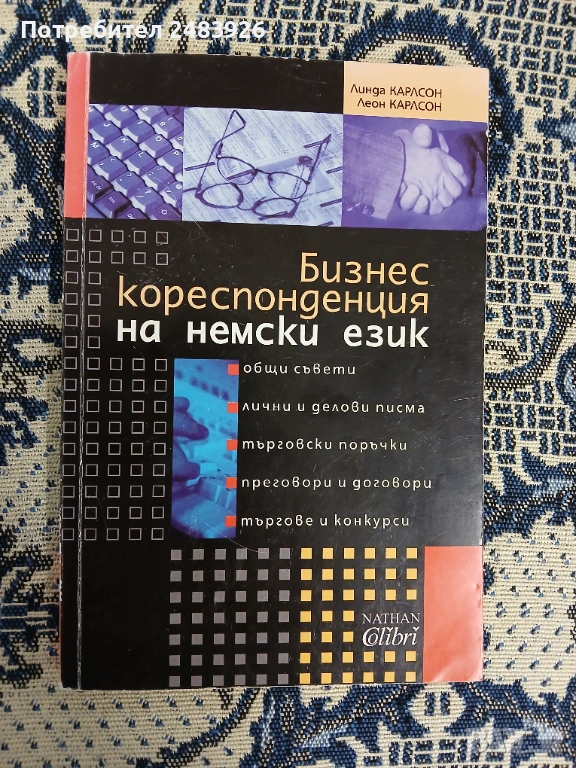 Потребител 2483926
Линда КАРЛСОН
Леон КАРЛСОН
Бизнес
кореспонденция
на немски език
общи съвети
лични и делови писма
търговски поръчки
преговори и договори
търгове и конкурси
NATHAN
Colibri